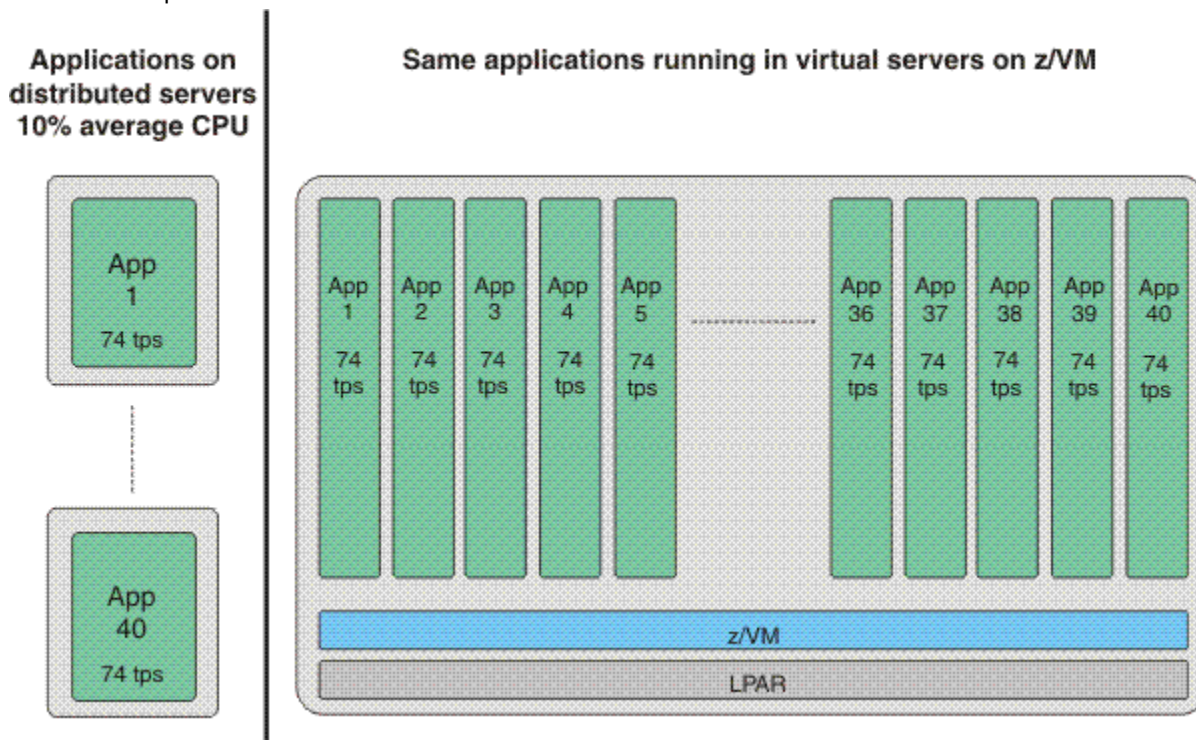 Applications on
distributed servers
10% average CPU
App
1
74 tps
App
40
74 tps
Same applications running in virtual servers on z/VM
App App App App App App App App App App
1 2 3 4 5 36 37 38 39 40
74 74 74 74 74 74 74 74 74 74
tps tps tps tps tps tps tps tps tps tps
z/VM
LPAR